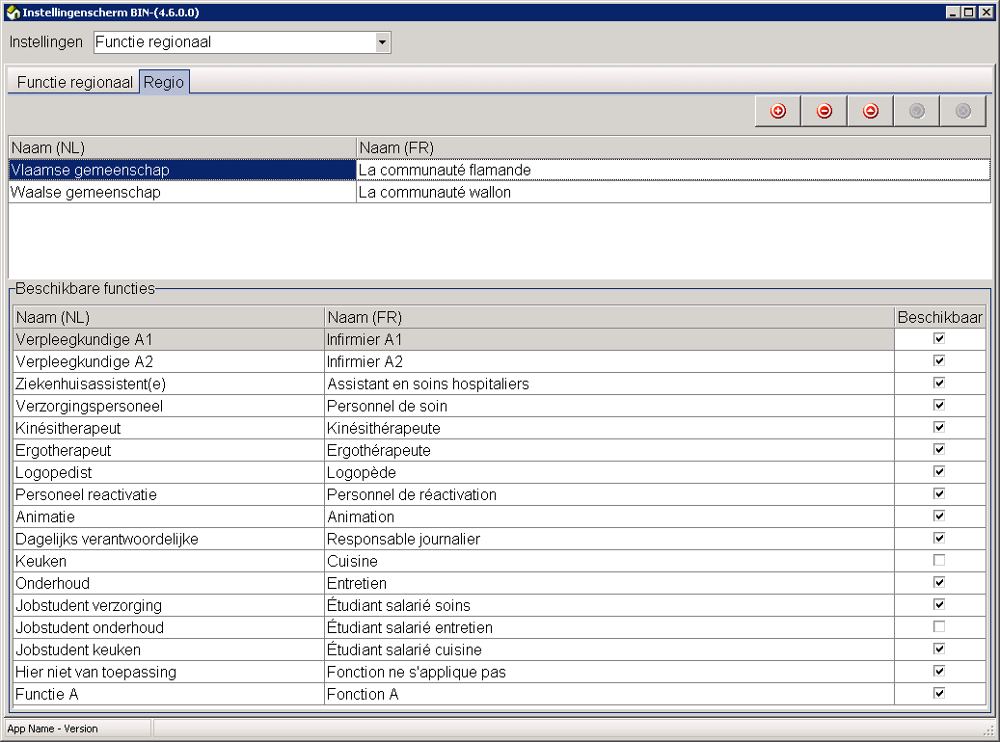 Instellingenscherm BIN-(4.6.0.0)
Instellingen Functie regionaal
Functie regionaal Regio
Naam (NL) Naam (FR)
Vlaamse gemeenschap La communauté flamande
Waalse gemeenschap La communauté wallon
Beschikbare functies
Naam (NL) Naam (FR) Beschikbaar
Verpleegkundige A1 Infirmier A1
Verpleegkundige A2 Infirmier A2
Ziekenhuisassistent(e) Assistant en soins hospitaliers
Verzorgingspersoneel Personnel de soin
Kinésitherapeut Kinésithérapeute
Ergotherapeut Ergothérapeute
Logopedist Logopède
Personeel reactivatie Personnel de réactivation
Animatie Animation
Dagelijks verantwoordelijke Responsable journalier
Keuken Cuisine
Onderhoud Entretien
Jobstudent verzorging Étudiant salarié soins
Jobstudent onderhoud Étudiant salarié entretien
Jobstudent keuken Étudiant salarié cuisine
Hier niet van toepassing Fonction ne s'applique pas
Functie A Fonction A
App Name - Version